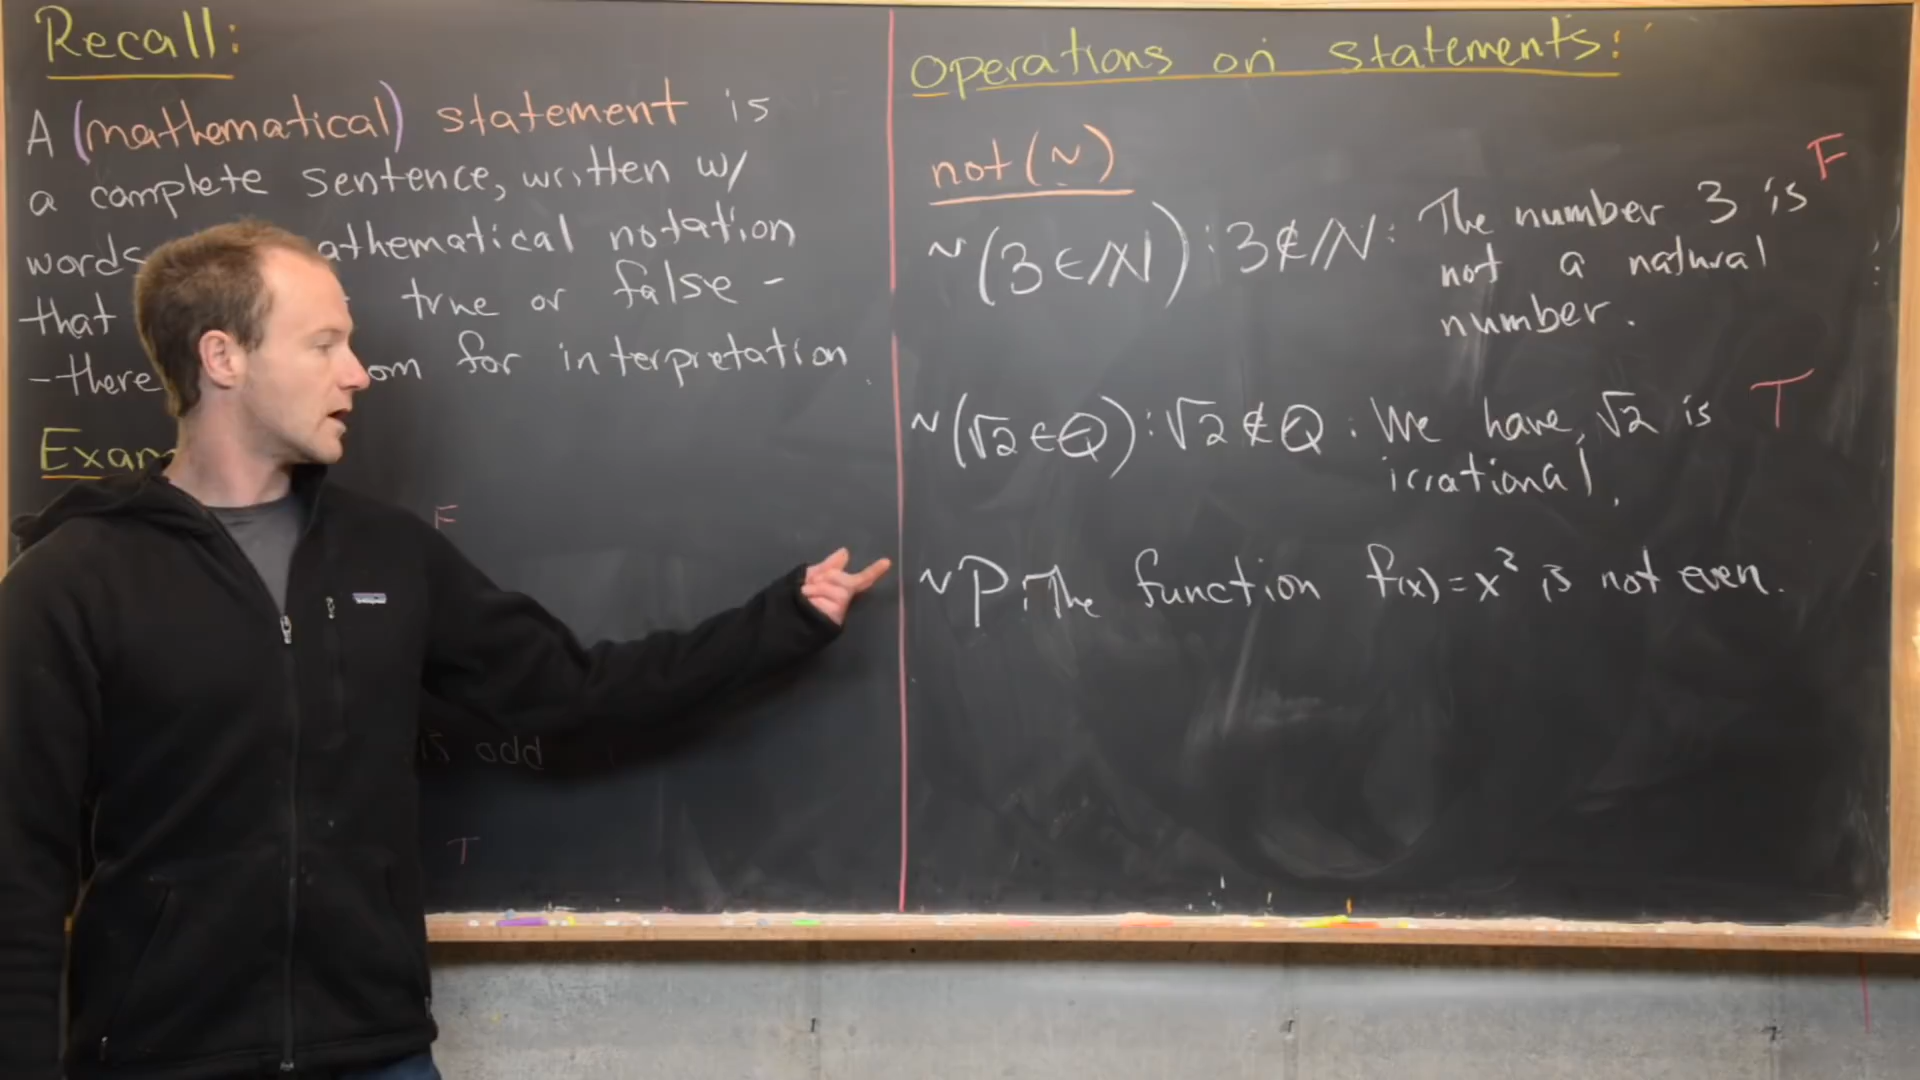 Recall:
A (mathematical) statement is
a complete sentence, written w/
words athematical notation
that true or false -
- there om for interpretation.
Exam
F
is odd
T
Operations on statements:
not (~)
~(3∈ℕ): 3∉ℕ: The number 3 is F
not a natural
number.
~(√2∈ℚ): √2∉ℚ: We have, √2 is T
irrational.
~P: The function f(x)=x² is not even.